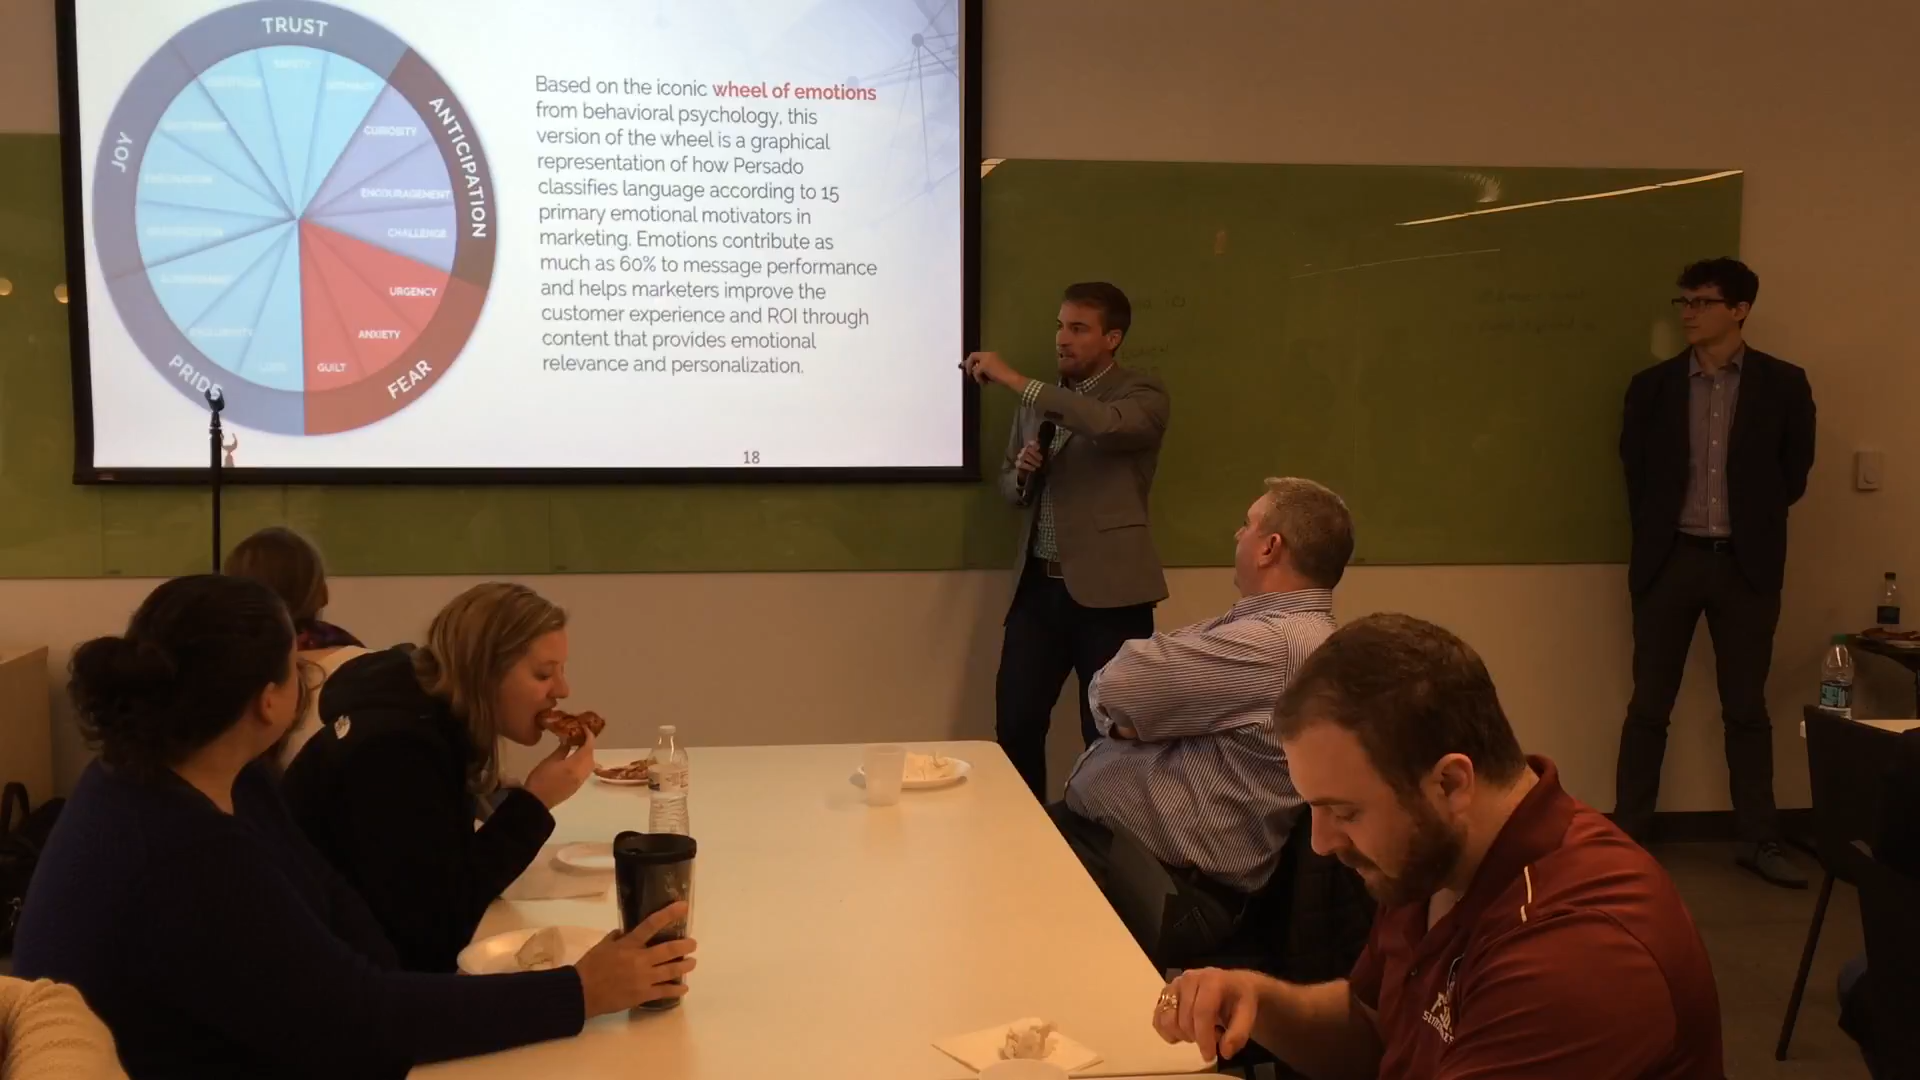 TRUST
ANTICIPATION
JOY
CURIOSITY
ENCOURAGEMENT
CHALLENGE
URGENCY
ANXIETY
GUILT
FEAR
PRIDE
Based on the iconic wheel of emotions
from behavioral psychology, this
version of the wheel is a graphical
representation of how Persado
classifies language according to 15
primary emotional motivators in
marketing. Emotions contribute as
much as 60% to message performance
and helps marketers improve the
customer experience and ROI through
content that provides emotional
relevance and personalization.
18